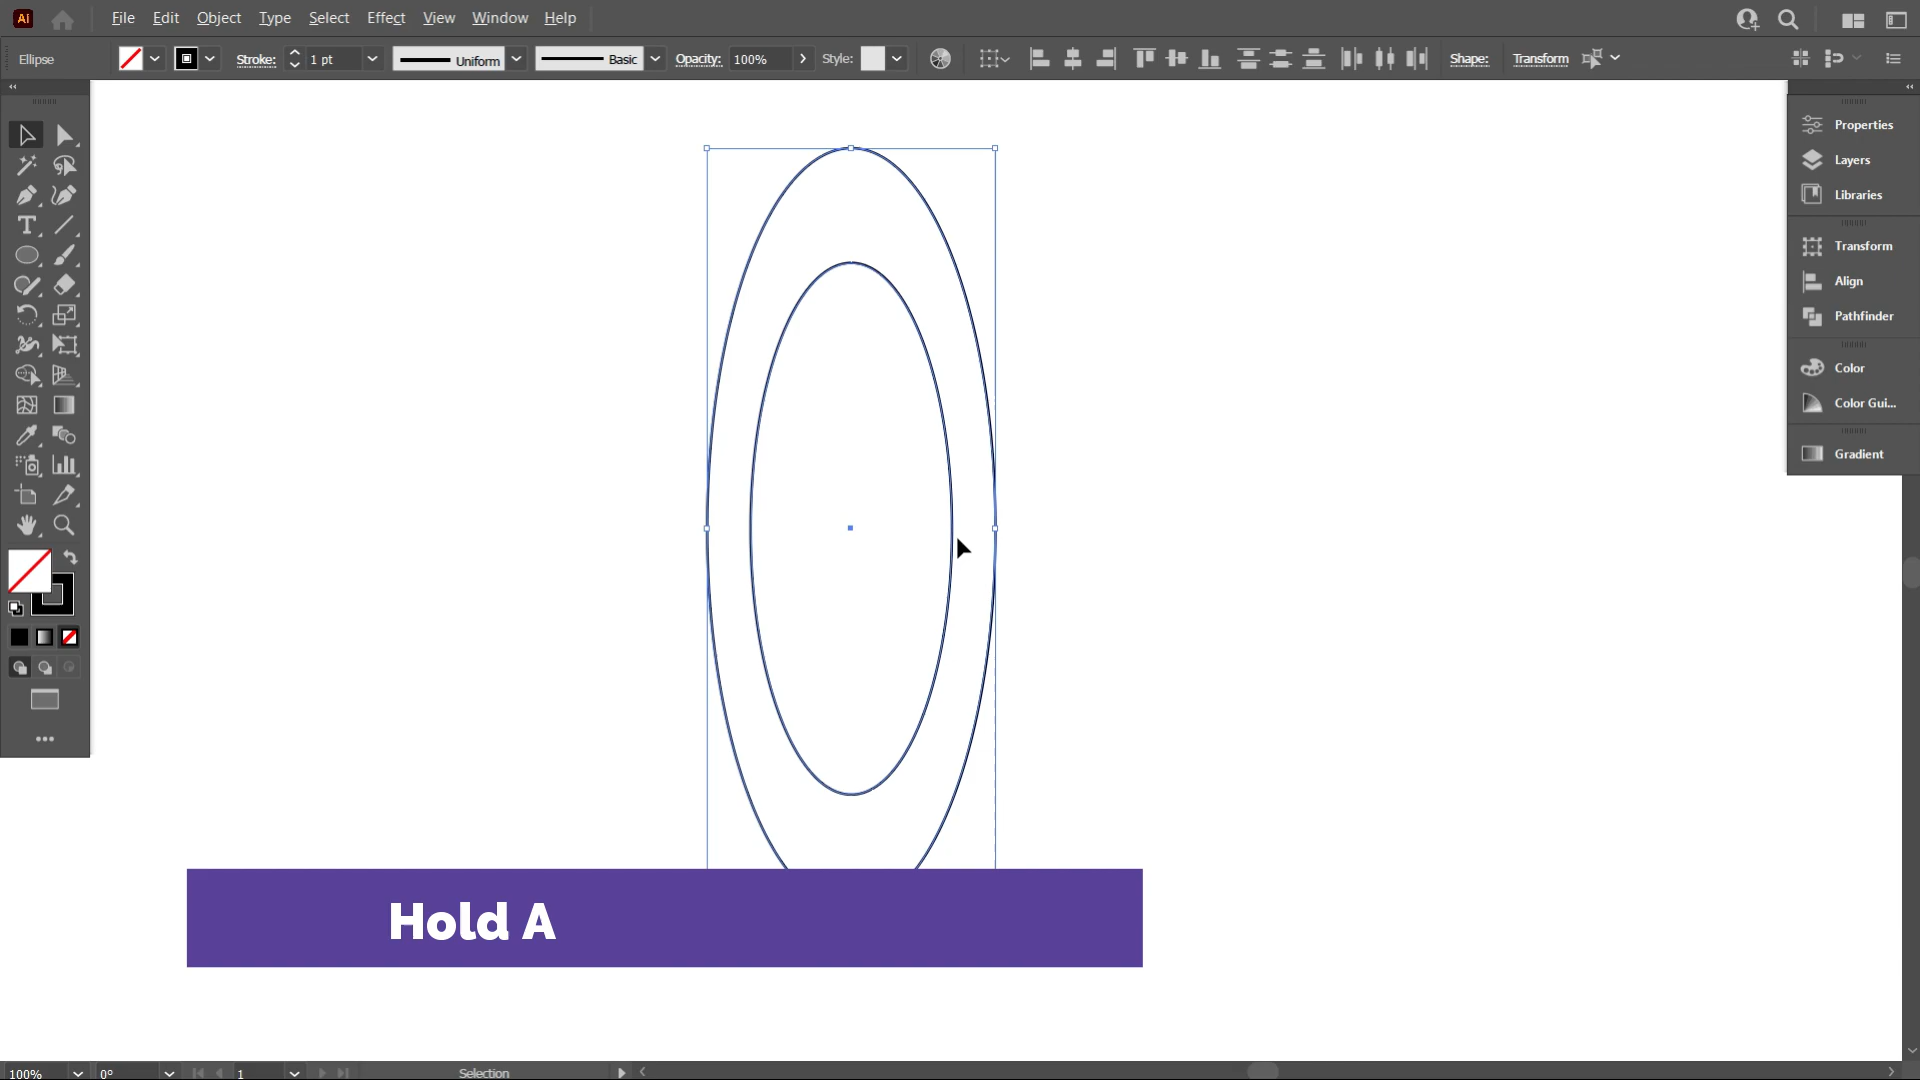 Ai File Edit Object Type Select Effect View Window Help
Ellipse Stroke: 1 pt Uniform Basic Opacity: 100% Style: Shape: Transform
Properties
Layers
Libraries
Transform
Align
Pathfinder
Color
Color Gui...
Gradient
Hold A
100% 0° 1 Selection